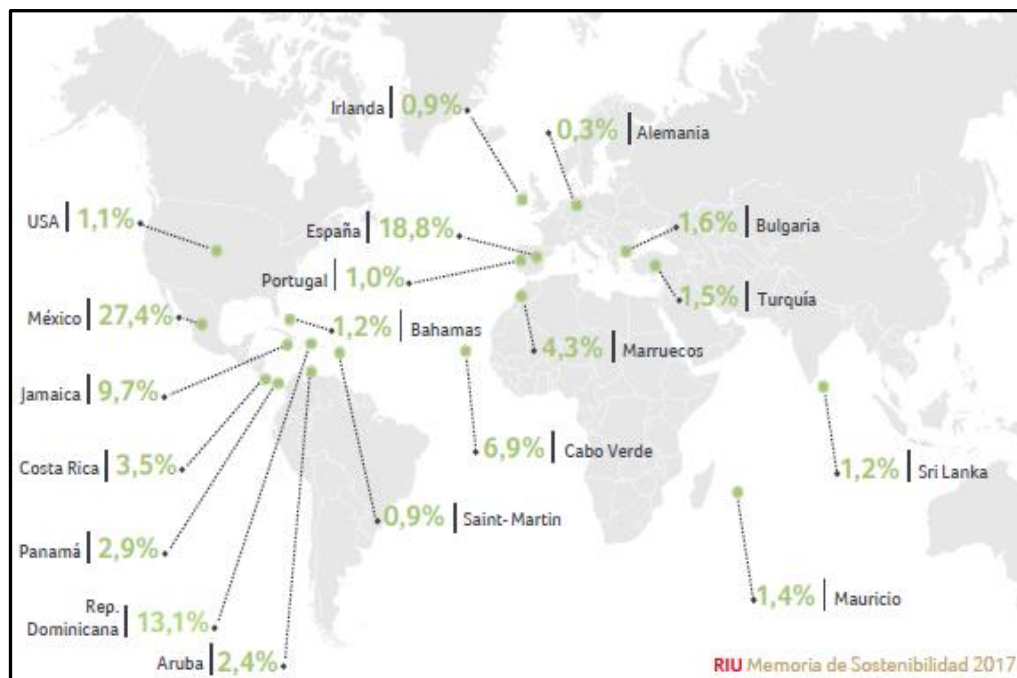 Irlanda 0,9%
0,3% Alemania
USA 1,1%
España 18,8%
1,6% Bulgaria
Portugal 1,0%
1,5% Turquía
México 27,4%
1,2% Bahamas
4,3% Marruecos
Jamaica 9,7%
Costa Rica 3,5%
6,9% Cabo Verde
1,2% Sri Lanka
0,9% Saint-Martin
Panamá 2,9%
1,4% Mauricio
Rep.
Dominicana 13,1%
Aruba 2,4%
RIU Memoria de Sostenibilidad 2017